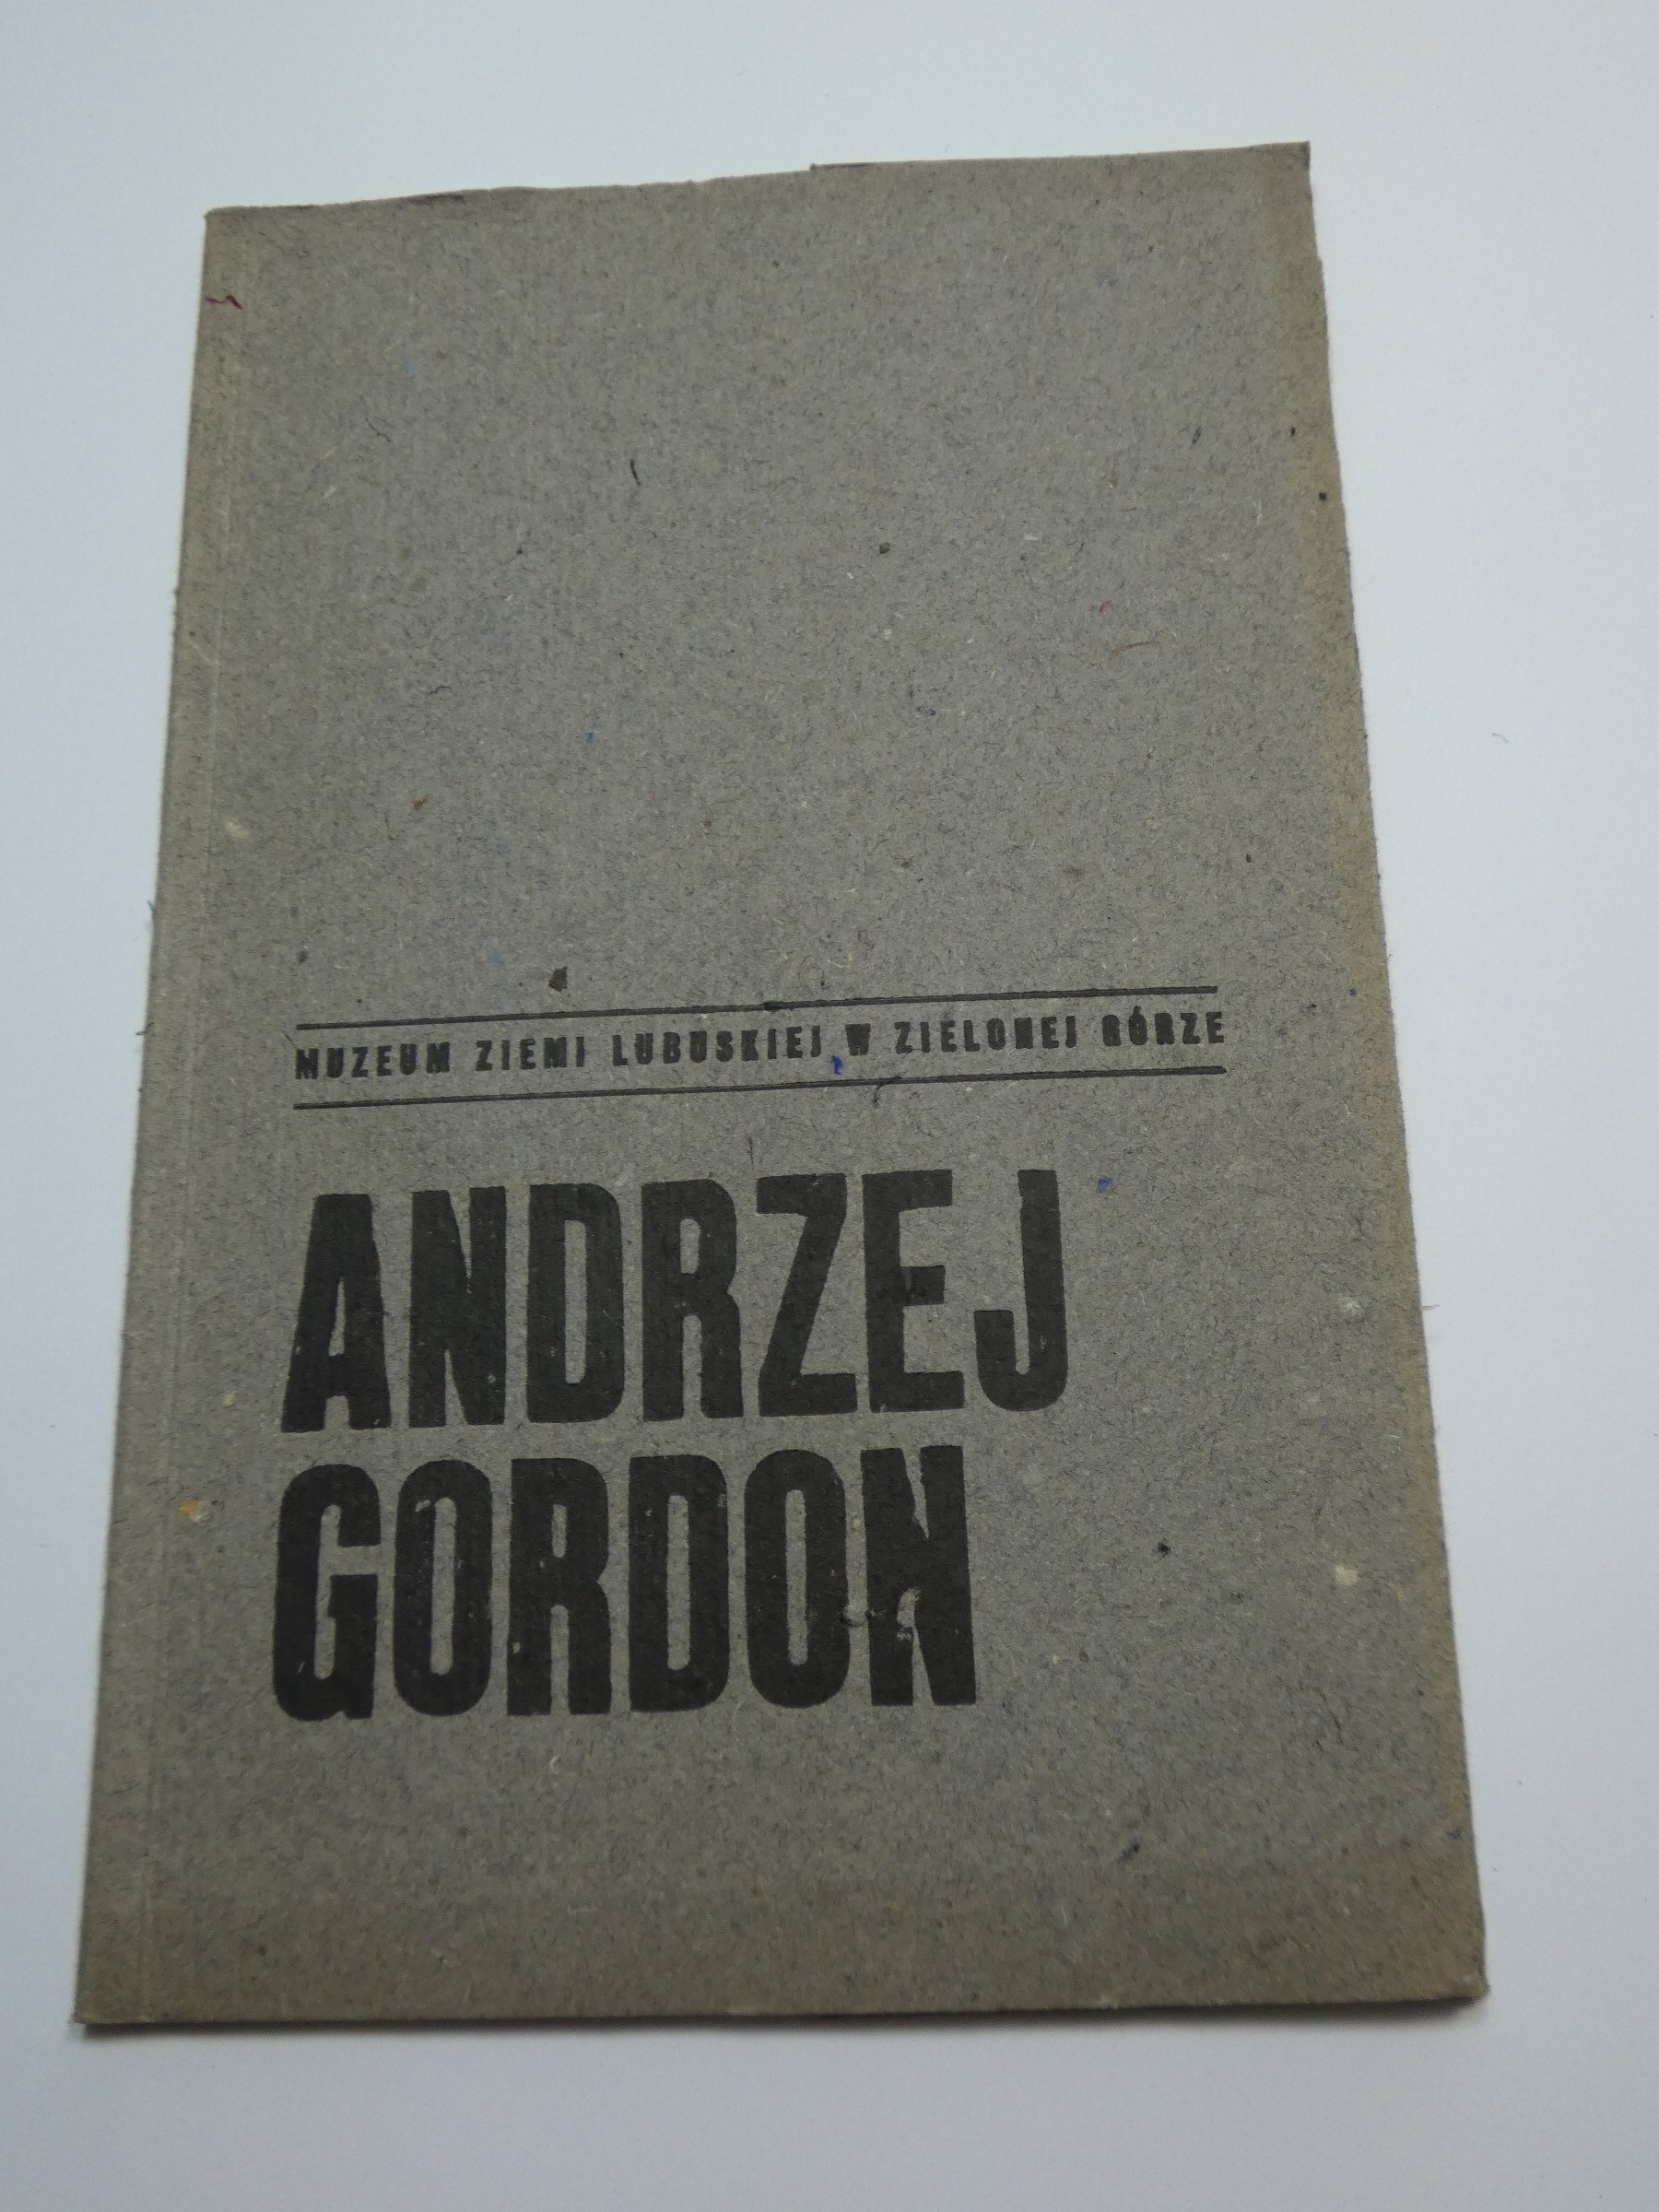 MUZEUM ZIEMI LUBUSKIEJ W ZIELONEJ GÓRZE
ANDRZEJ
GORDON